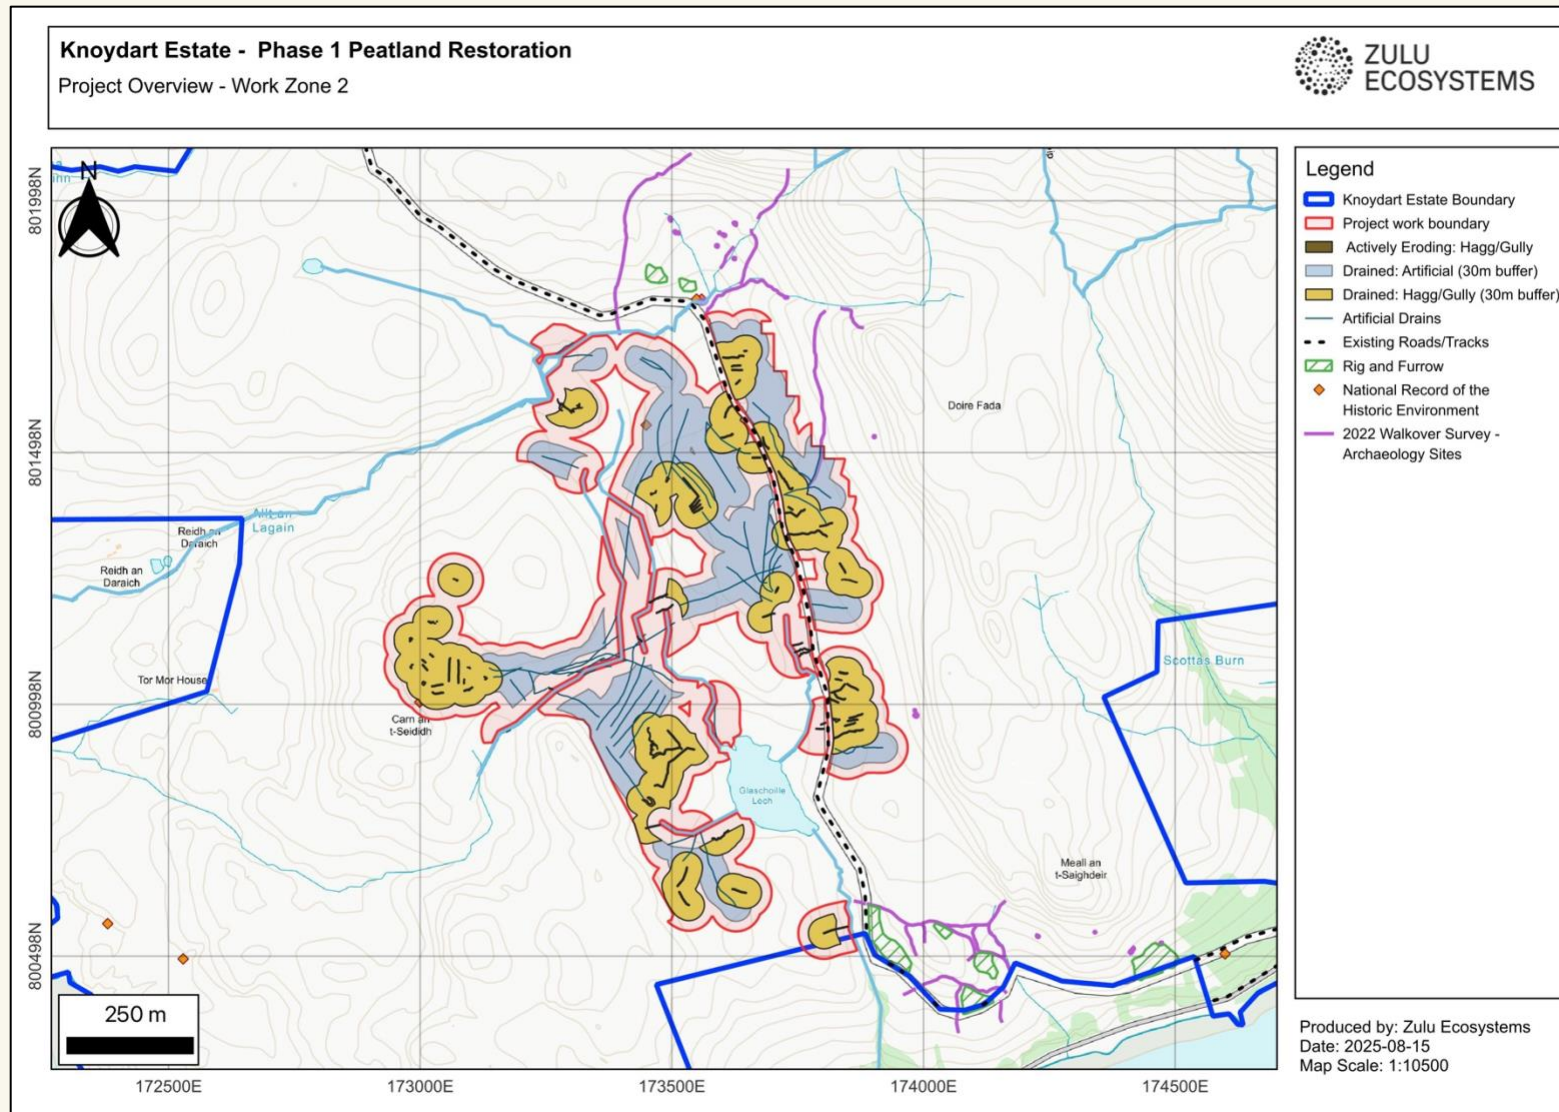 Knoydart Estate -  Phase 1 Peatland Restoration
Project Overview - Work Zone 2
ZULU
ECOSYSTEMS
N
801998N
801498N
800998N
800498N
Doire Fada
Allt an
Lagain
Reidh an
Daraich
Reidh an
Daraich
Tor Mor House
Carn an
t-Seididh
Scottas Burn
Glaschoille
Loch
Meall an
t-Saighdeir
250 m
172500E
173000E
173500E
174000E
174500E
Legend
Knoydart Estate Boundary
Project work boundary
Actively Eroding: Hagg/Gully
Drained: Artificial (30m buffer)
Drained: Hagg/Gully (30m buffer)
Artificial Drains
Existing Roads/Tracks
Rig and Furrow
National Record of the
Historic Environment
2022 Walkover Survey -
Archaeology Sites
Produced by: Zulu Ecosystems
Date: 2025-08-15
Map Scale: 1:10500